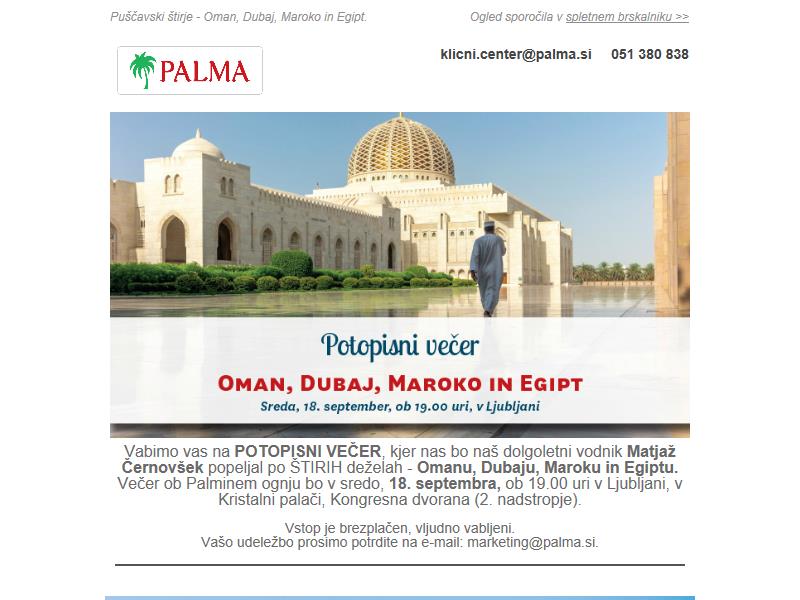 Puščavski štirje - Oman, Dubaj, Maroko in Egipt.
Ogled sporočila v spletnem brskalniku >>
PALMA
klicni.center@palma.si 051 380 838
Potopisni večer
Oman, Dubaj, Maroko in Egipt
Sreda, 18. september, ob 19.00 uri, v Ljubljani
Vabimo vas na POTOPISNI VEČER, kjer nas bo naš dolgoletni vodnik Matjaž
Černovšek popeljal po ŠTIRIH deželah - Omanu, Dubaju, Maroku in Egiptu.
Večer ob Palminem ognju bo v sredo, 18. septembra, ob 19.00 uri v Ljubljani, v
Kristalni palači, Kongresna dvorana (2. nadstropje).
Vstop je brezplačen, vljudno vabljeni.
Vašo udeležbo prosimo potrdite na e-mail: marketing@palma.si.